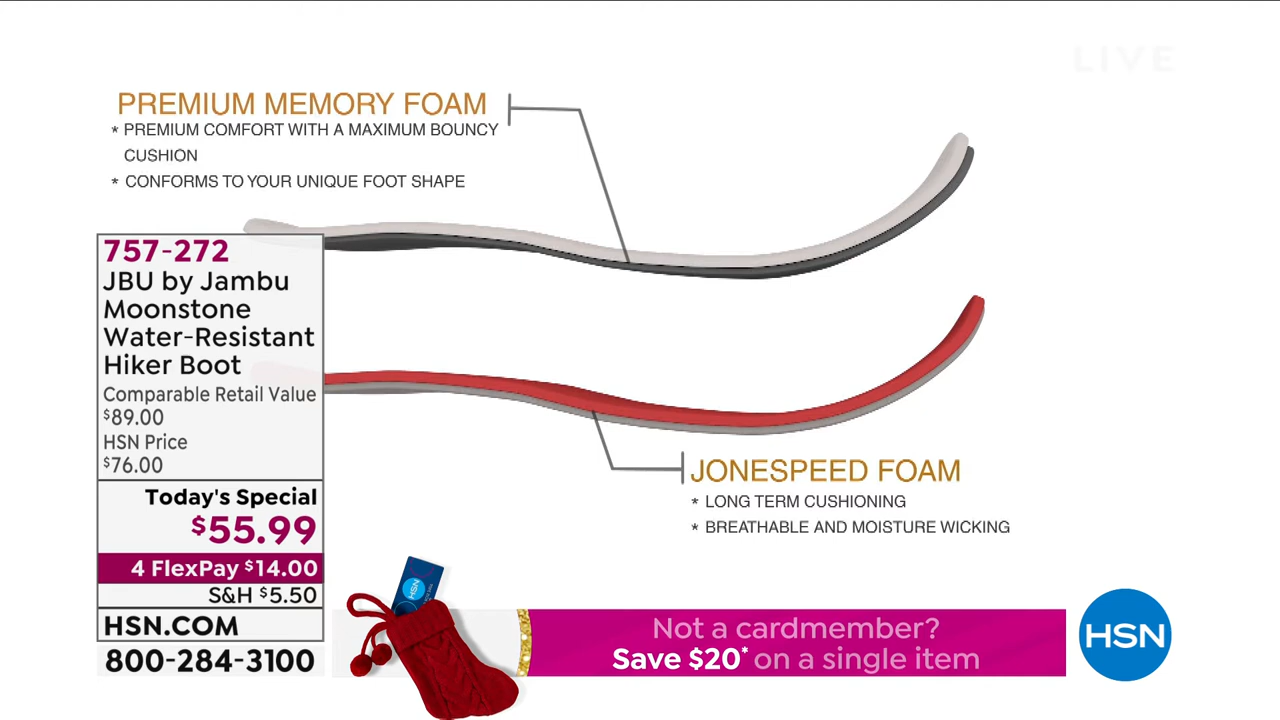 LIVE
PREMIUM MEMORY FOAM
* PREMIUM COMFORT WITH A MAXIMUM BOUNCY
CUSHION
* CONFORMS TO YOUR UNIQUE FOOT SHAPE
757-272
JBU by Jambu
Moonstone
Water-Resistant
Hiker Boot
Comparable Retail Value
$89.00
HSN Price
$76.00
Today's Special
$55.99
4 FlexPay $14.00
S&H $5.50
HSN.COM
800-284-3100
JONESPEED FOAM
* LONG TERM CUSHIONING
* BREATHABLE AND MOISTURE WICKING
HSN
Not a cardmember?
Save $20* on a single item
HSN